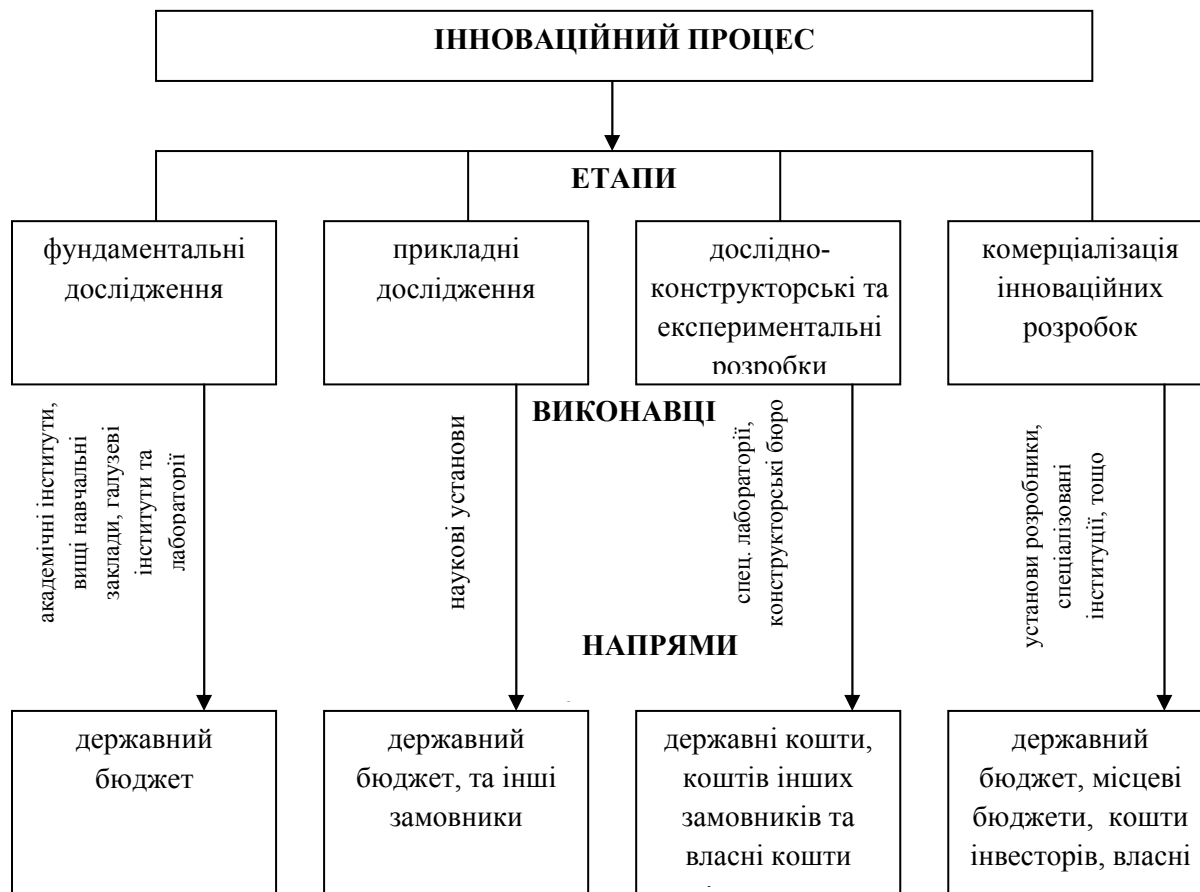 ІННОВАЦІЙНИЙ ПРОЦЕС
ЕТАПИ
фундаментальні
дослідження
прикладні
дослідження
дослідно-
конструкторські та
експериментальні
розробки
комерціалізація
інноваційних
розробок
ВИКОНАВЦІ
академічні інститути,
вищі навчальні
заклади, галузеві
інститути та
лабораторії
наукові установи
спец. лабораторії,
конструкторські бюро
установи розробники,
спеціалізовані
інституції, тощо
НАПРЯМИ
державний
бюджет
державний
бюджет, та інші
замовники
державні кошти,
коштів інших
замовників та
власні кошти
державний
бюджет, місцеві
бюджети, кошти
інвесторів, власні